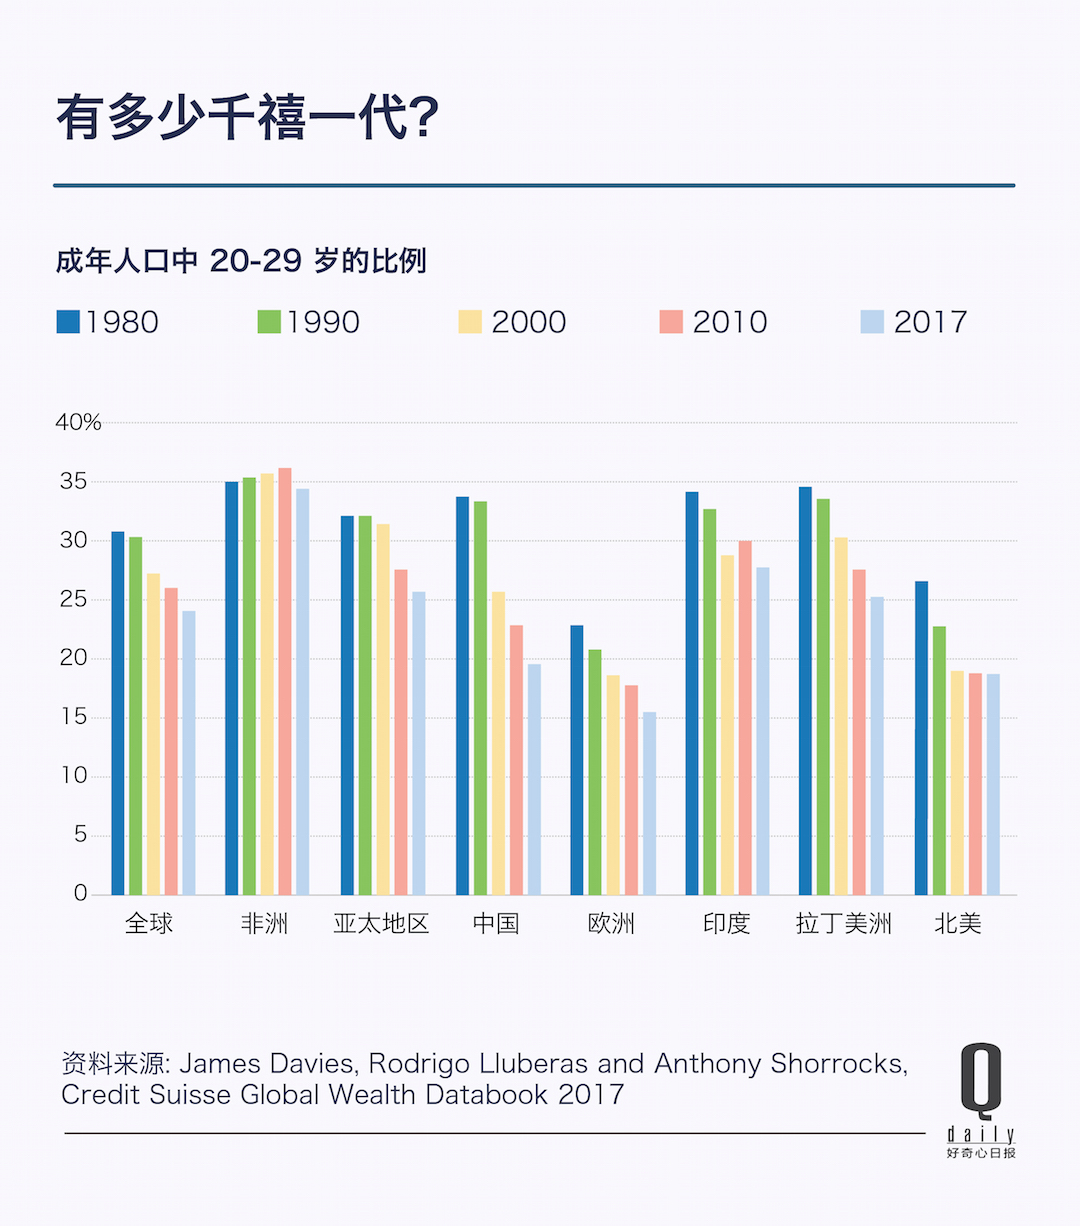 有多少千禧一代?
成年人口中 20-29 岁的比例
1980 1990 2000 2010 2017
40%
35
30
25
20
15
10
5
0
全球 非洲 亚太地区 中国 欧洲 印度 拉丁美洲 北美
资料来源: James Davies, Rodrigo Lluberas and Anthony Shorrocks,
Credit Suisse Global Wealth Databook 2017
Q
daily
好奇心日报